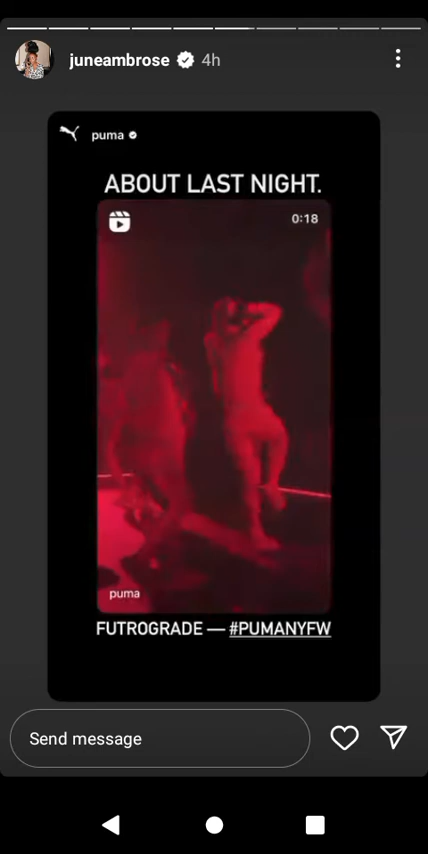 juneambrose 4h
puma
ABOUT LAST NIGHT.
0:18
puma
FUTROGRADE — #PUMANYFW
Send message